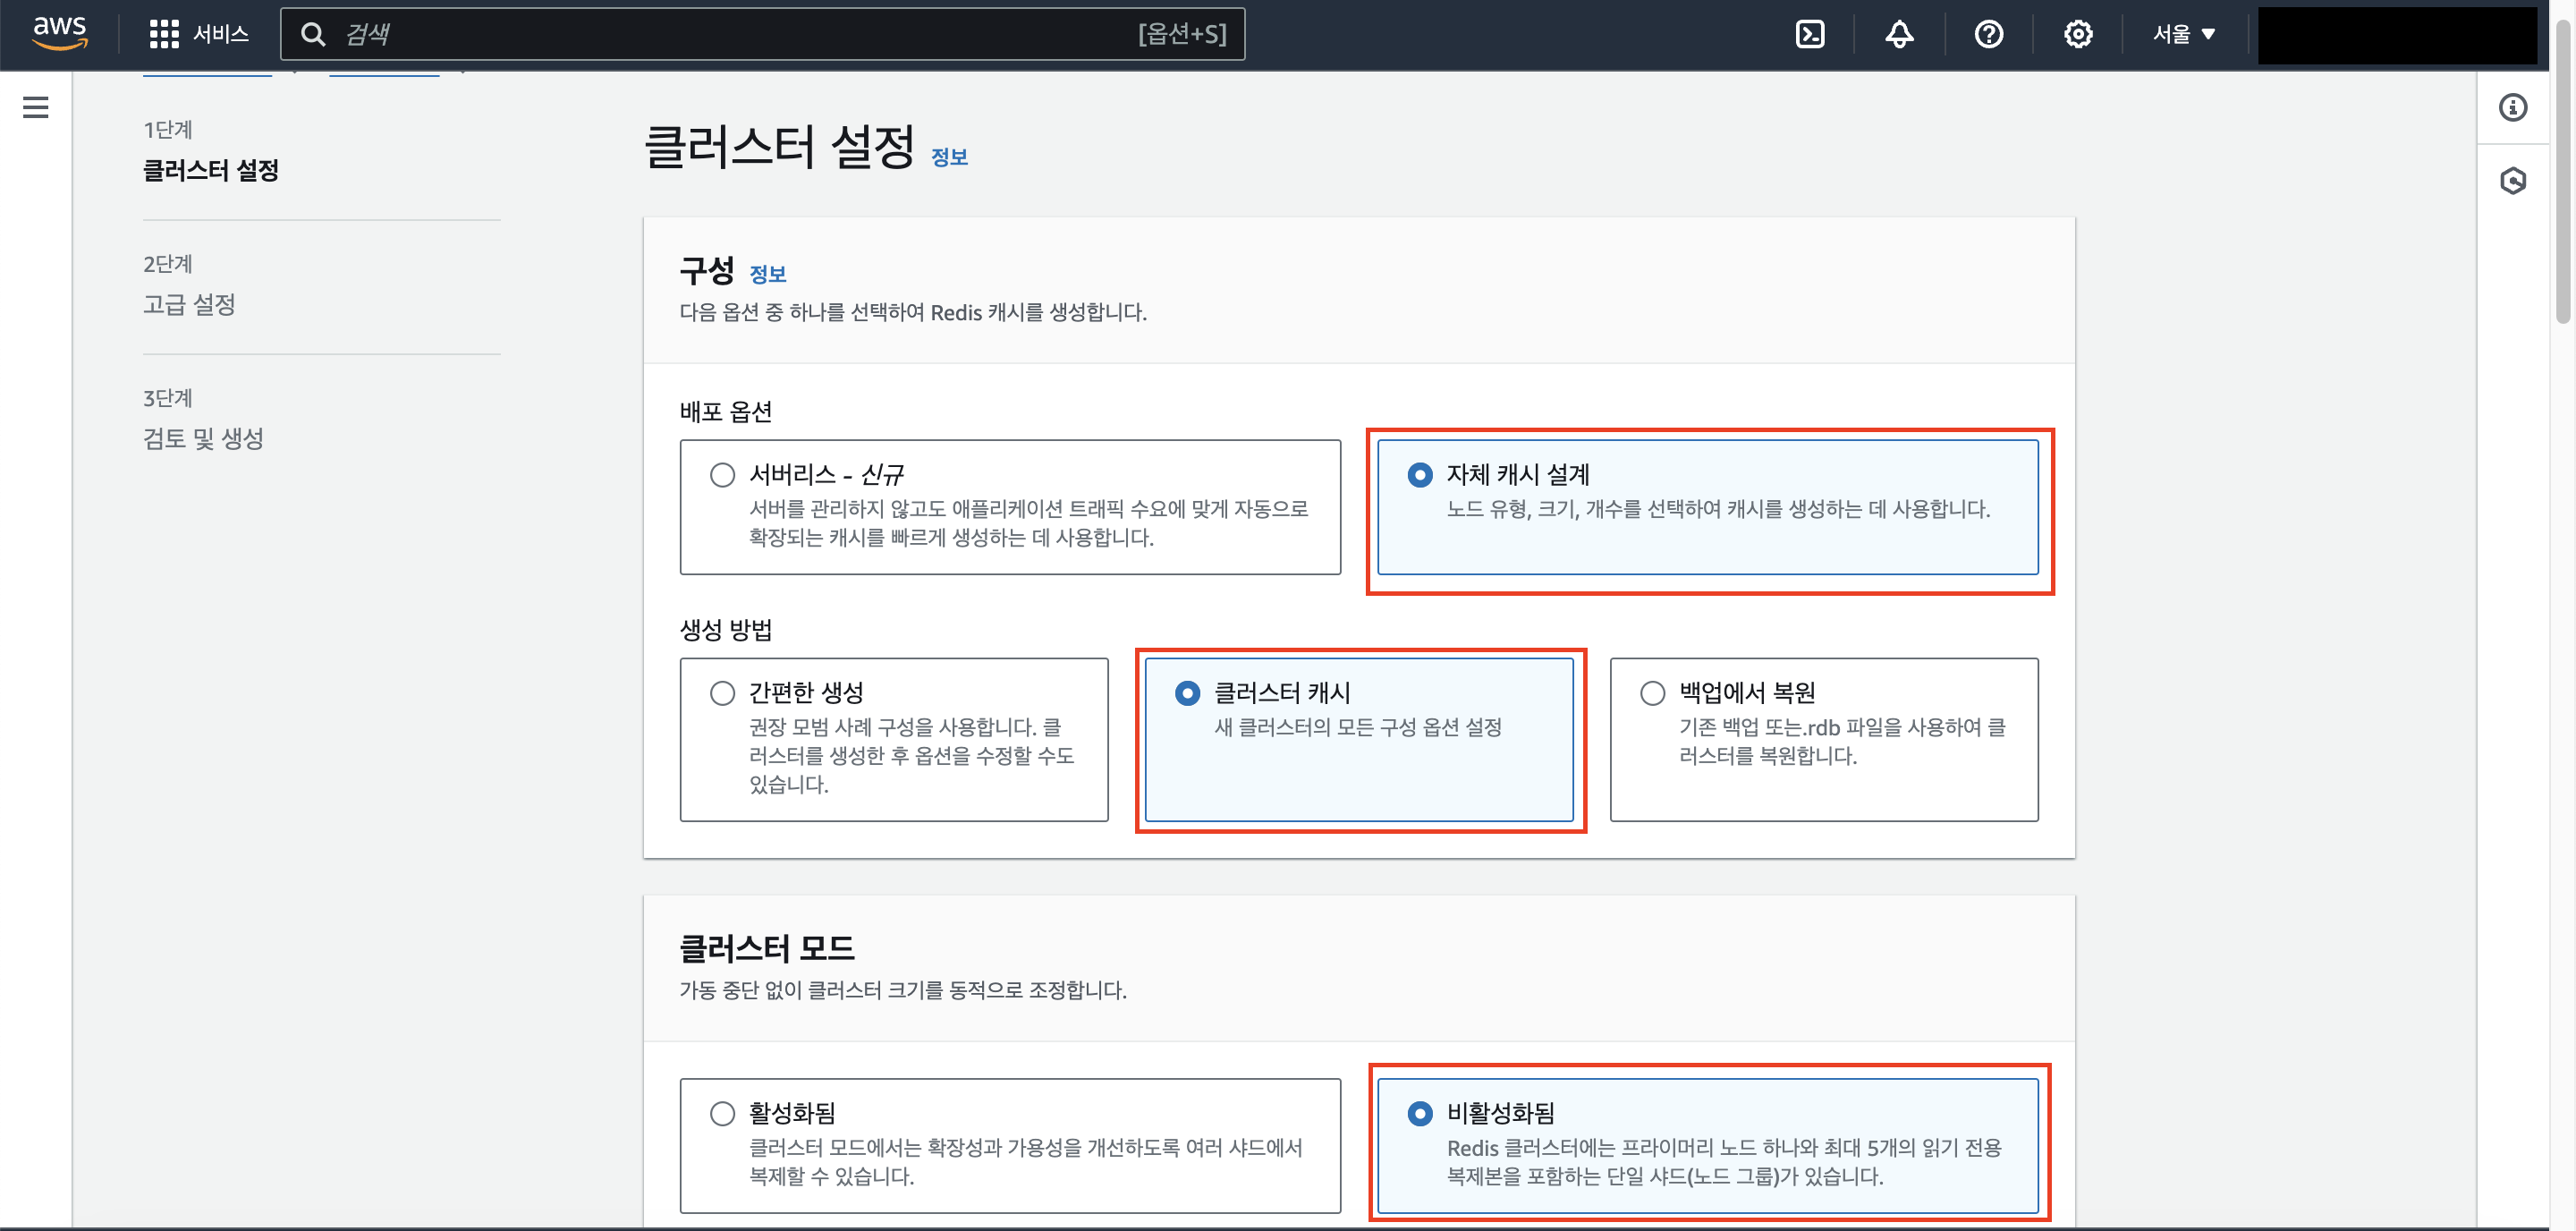 aws
서비스
검색
[옵션+S]
서울 ▼
1단계
클러스터 설정
2단계
고급 설정
3단계
검토 및 생성
클러스터 설정 정보
구성 정보
다음 옵션 중 하나를 선택하여 Redis 캐시를 생성합니다.
배포 옵션
서버리스 - 신규
서버를 관리하지 않고도 애플리케이션 트래픽 수요에 맞게 자동으로
확장되는 캐시를 빠르게 생성하는 데 사용합니다.
자체 캐시 설계
노드 유형, 크기, 개수를 선택하여 캐시를 생성하는 데 사용합니다.
생성 방법
간편한 생성
권장 모범 사례 구성을 사용합니다. 클
러스터를 생성한 후 옵션을 수정할 수도
있습니다.
클러스터 캐시
새 클러스터의 모든 구성 옵션 설정
백업에서 복원
기존 백업 또는.rdb 파일을 사용하여 클
러스터를 복원합니다.
클러스터 모드
가동 중단 없이 클러스터 크기를 동적으로 조정합니다.
활성화됨
클러스터 모드에서는 확장성과 가용성을 개선하도록 여러 샤드에서
복제할 수 있습니다.
비활성화됨
Redis 클러스터에는 프라이머리 노드 하나와 최대 5개의 읽기 전용
복제본을 포함하는 단일 샤드(노드 그룹)가 있습니다.